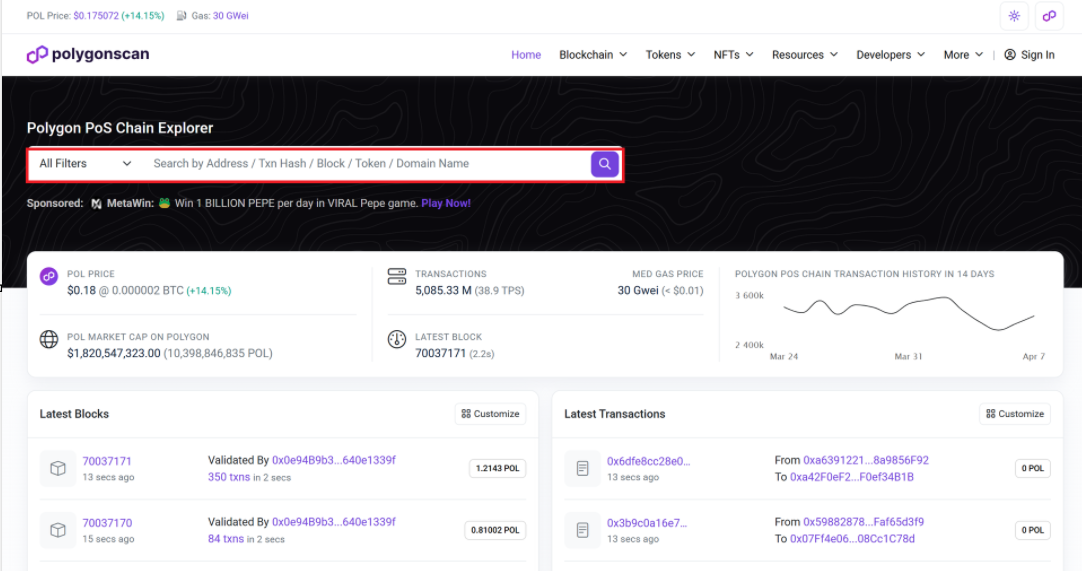 POL Price: $0.175072 (+14.15%) Gas: 30 GWei
polygonscan
Home Blockchain Tokens NFTs Resources Developers More | Sign In
Polygon PoS Chain Explorer
All Filters Search by Address / Txn Hash / Block / Token / Domain Name
Sponsored: MetaWin: 🐸 Win 1 BILLION PEPE per day in VIRAL Pepe game. Play Now!
POL PRICE
$0.18 @ 0.000002 BTC (+14.15%)
POL MARKET CAP ON POLYGON
$1,820,547,323.00 (10,398,846,835 POL)
TRANSACTIONS
5,085.33 M (38.9 TPS)
MED GAS PRICE
30 Gwei (< $0.01)
LATEST BLOCK
70037171 (2.2s)
POLYGON POS CHAIN TRANSACTION HISTORY IN 14 DAYS
3 600k
2 400k
Mar 24 Mar 31 Apr 7
Latest Blocks
Customize
70037171
13 secs ago
Validated By 0x0e94B9b3...640e1339f
350 txns in 2 secs
1.2143 POL
70037170
15 secs ago
Validated By 0x0e94B9b3...640e1339f
84 txns in 2 secs
0.81002 POL
Latest Transactions
Customize
0x6dfe8cc28e0...
13 secs ago
From 0xa6391221...8a9856F92
To 0xa42F0eF2...F0ef34B1B
0 POL
0x3b9c0a16e7...
13 secs ago
From 0x59882878...Faf65d3f9
To 0x07Ff4e06...08Cc1C78d
0 POL